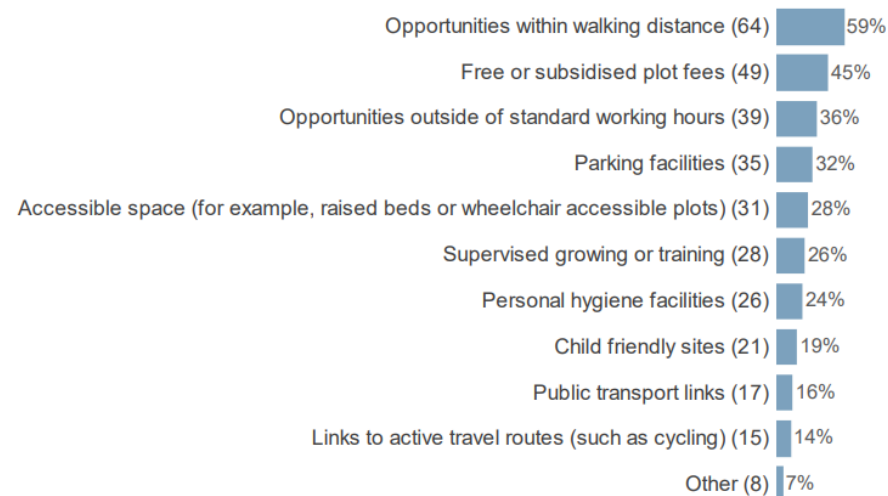 Opportunities within walking distance (64) 59%
Free or subsidised plot fees (49) 45%
Opportunities outside of standard working hours (39) 36%
Parking facilities (35) 32%
Accessible space (for example, raised beds or wheelchair accessible plots) (31) 28%
Supervised growing or training (28) 26%
Personal hygiene facilities (26) 24%
Child friendly sites (21) 19%
Public transport links (17) 16%
Links to active travel routes (such as cycling) (15) 14%
Other (8) 7%